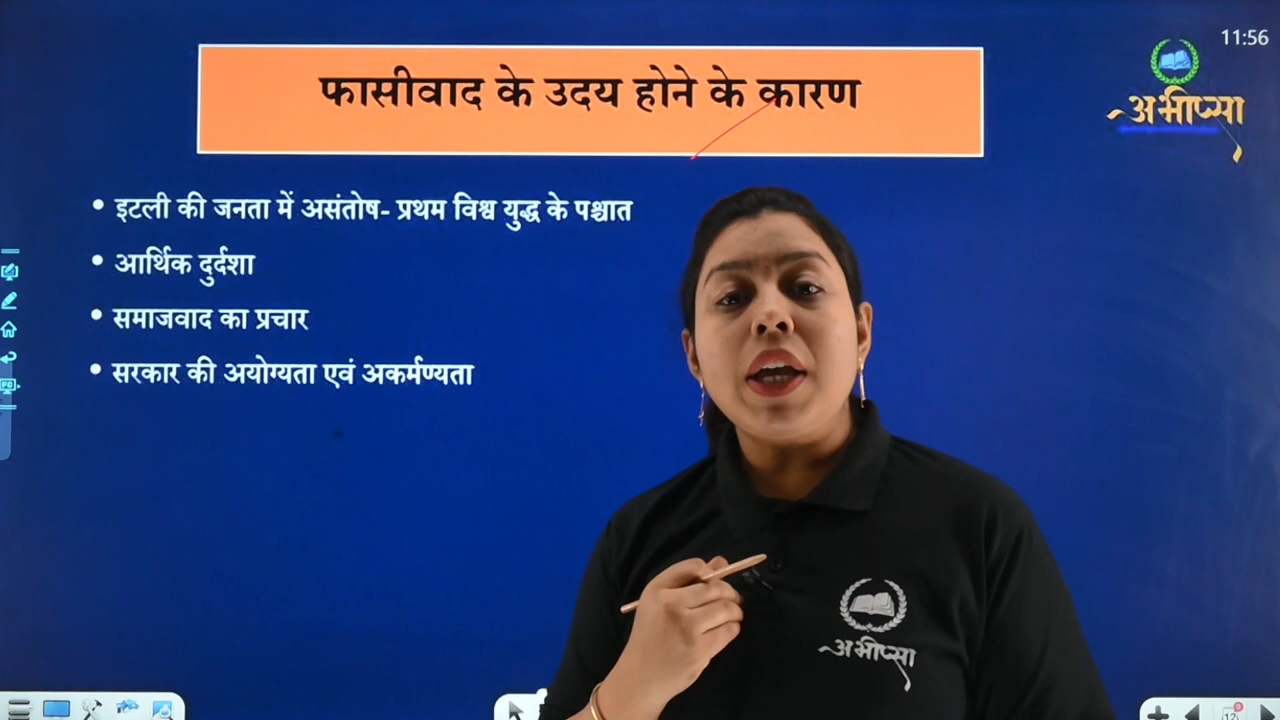 11:56
फासीवाद के उदय होने के कारण
अभीप्सा
• इटली की जनता में असंतोष- प्रथम विश्व युद्ध के पश्चात
• आर्थिक दुर्दशा
• समाजवाद का प्रचार
• सरकार की अयोग्यता एवं अकर्मण्यता
अभीप्सा